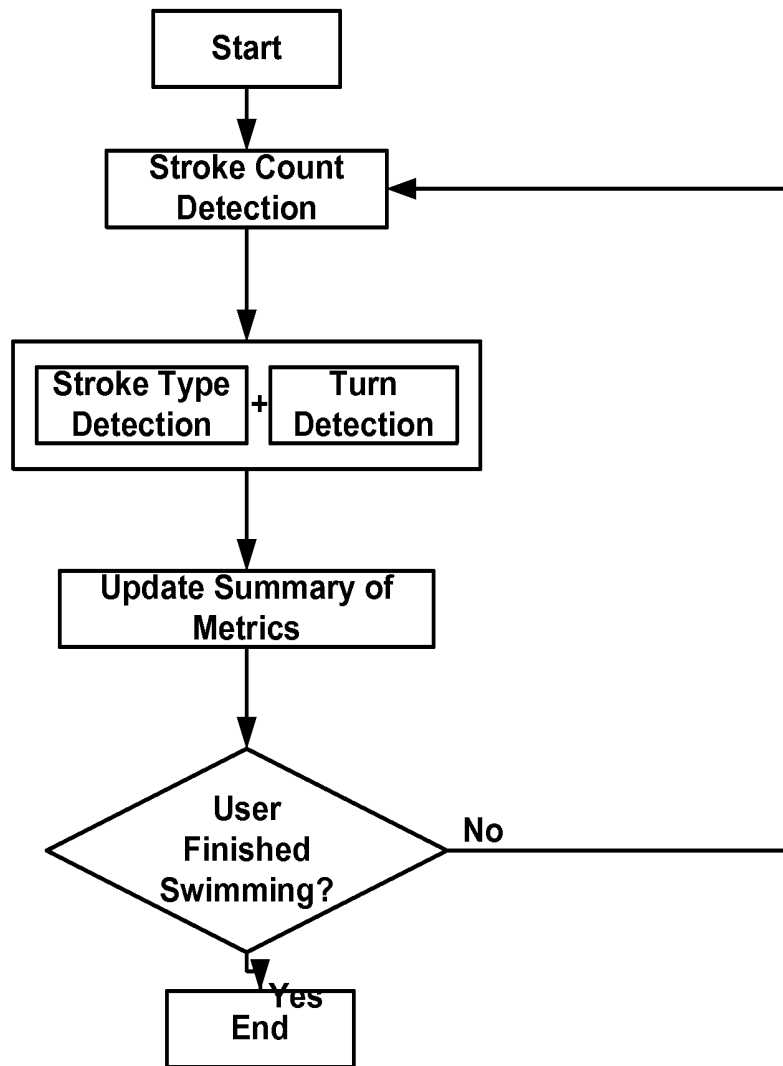 Start
Stroke Count
Detection
Stroke Type
Detection
+
Turn
Detection
Update Summary of
Metrics
User
Finished
Swimming?
No
Yes
End